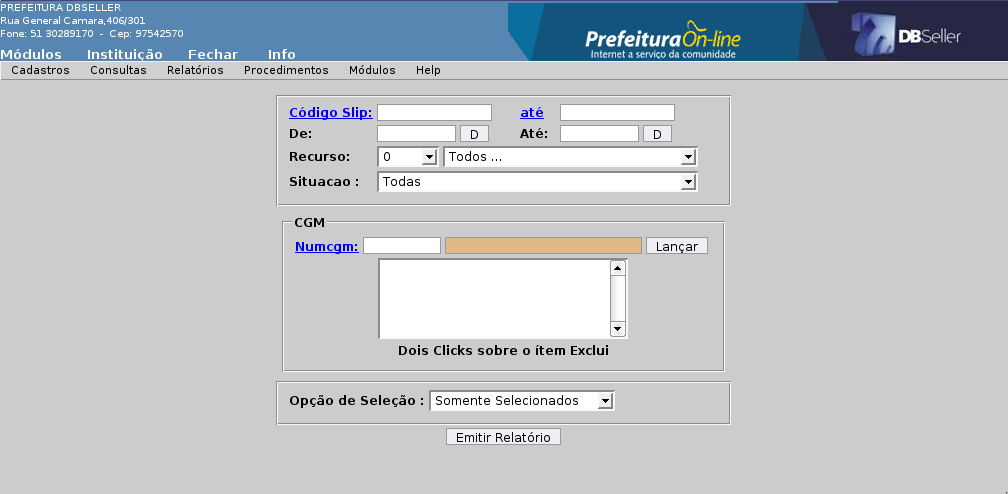 PREFEITURA DBSELLER
Rua General Camara,406/301
Fone: 51 30289170 - Cep: 97542570
Módulos Instituição Fechar Info
PrefeituraOn-line
Internet a serviço da comunidade
DBSeller
Cadastros Consultas Relatórios Procedimentos Módulos Help
Código Slip: até
De: D Até: D
Recurso: 0 Todos ...
Situacao : Todas
CGM
Numcgm: Lançar
Dois Clicks sobre o ítem Exclui
Opção de Seleção : Somente Selecionados
Emitir Relatório